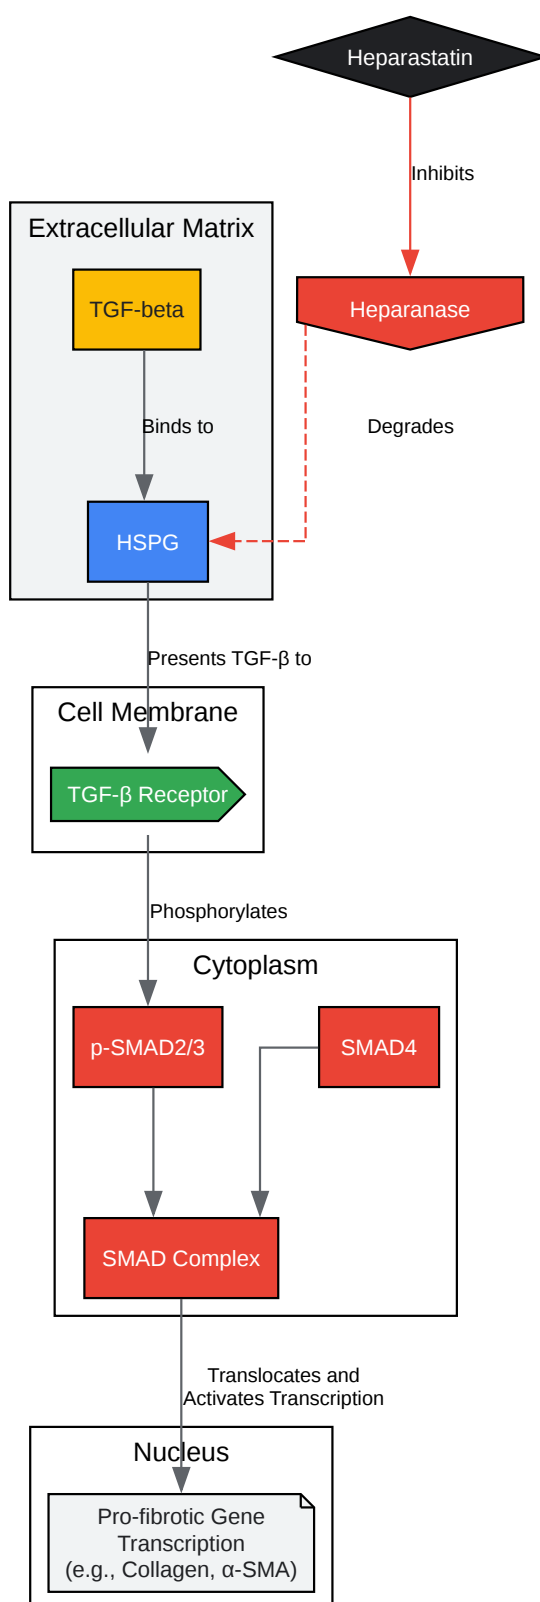 Heparastatin
Inhibits
Extracellular Matrix
TGF-beta
Heparanase
Binds to
Degrades
HSPG
Presents TGF-β to
Cell Membrane
TGF-β Receptor
Phosphorylates
Cytoplasm
p-SMAD2/3
SMAD4
SMAD Complex
Translocates and
Activates Transcription
Nucleus
Pro-fibrotic Gene
Transcription
(e.g., Collagen, α-SMA)